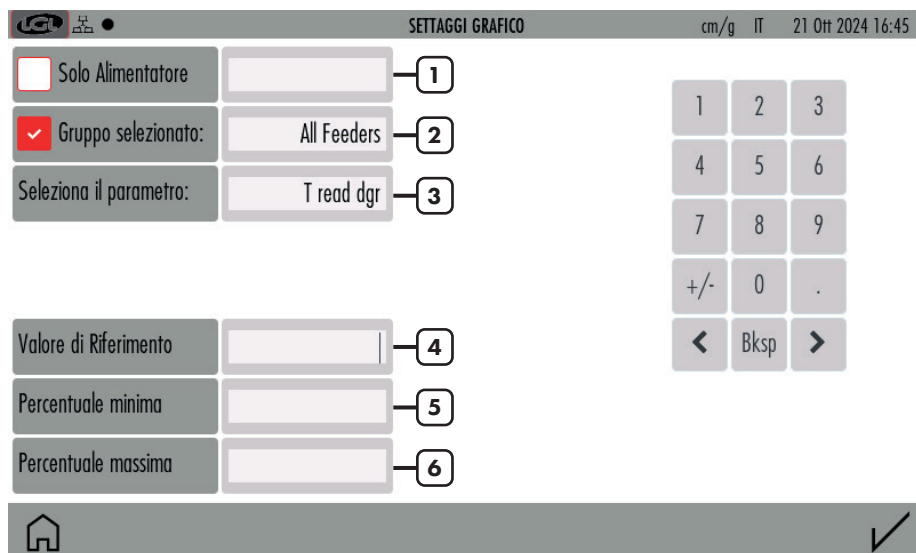 LGL SETTAGGI GRAFICO cm/g IT 21 Ott 2024 16:45
Solo Alimentatore 1
Gruppo selezionato: All Feeders 2
Seleziona il parametro: T read dgr 3
Valore di Riferimento 4
Percentuale minima 5
Percentuale massima 6
1 2 3
4 5 6
7 8 9
+/- 0 .
< Bksp >